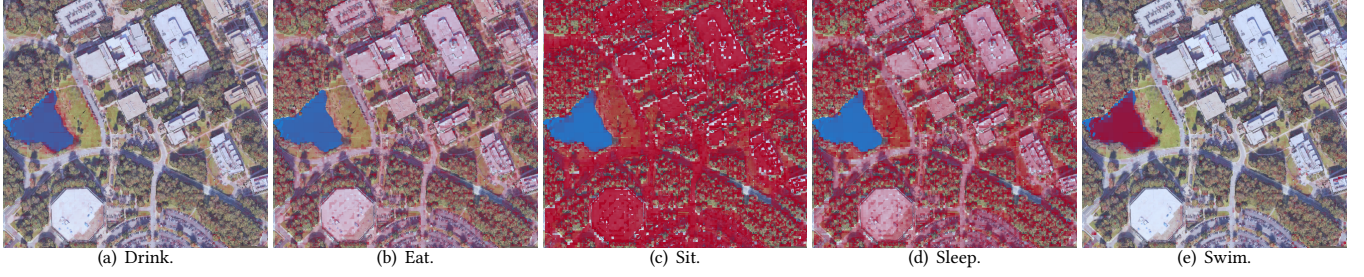 (a) Drink.
(b) Eat.
(c) Sit.
(d) Sleep.
(e) Swim.